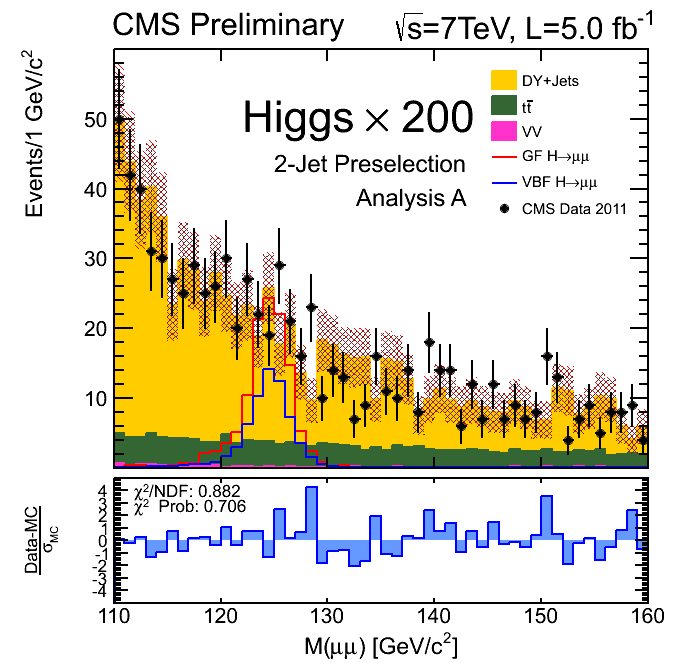 CMS Preliminary
√s=7TeV, L=5.0 fb⁻¹
Events/1 GeV/c²
50
40
30
20
10
Higgs × 200
2-Jet Preselection
Analysis A
DY+Jets
tt̄
VV
GF H→μμ
VBF H→μμ
CMS Data 2011
Data-MC
σMC
4
3
2
1
0
-1
-2
-3
-4
χ²/NDF: 0.882
χ² Prob: 0.706
110 120 130 140 150 160
M(μμ) [GeV/c²]